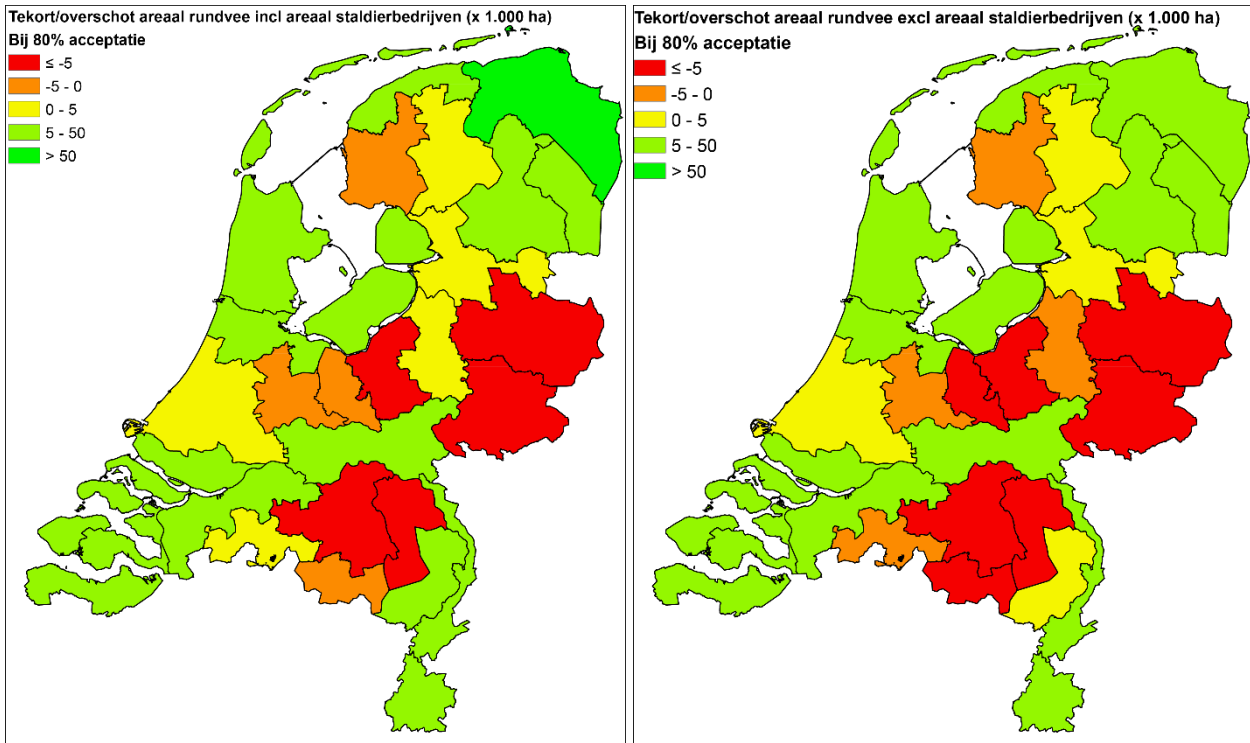 Tekort/overschot areaal rundvee incl areaal staldierbedrijven (x 1.000 ha)
Bij 80% acceptatie
≤ -5
-5 - 0
0 - 5
5 - 50
> 50
Tekort/overschot areaal rundvee excl areaal staldierbedrijven (x 1.000 ha)
Bij 80% acceptatie
≤ -5
-5 - 0
0 - 5
5 - 50
> 50